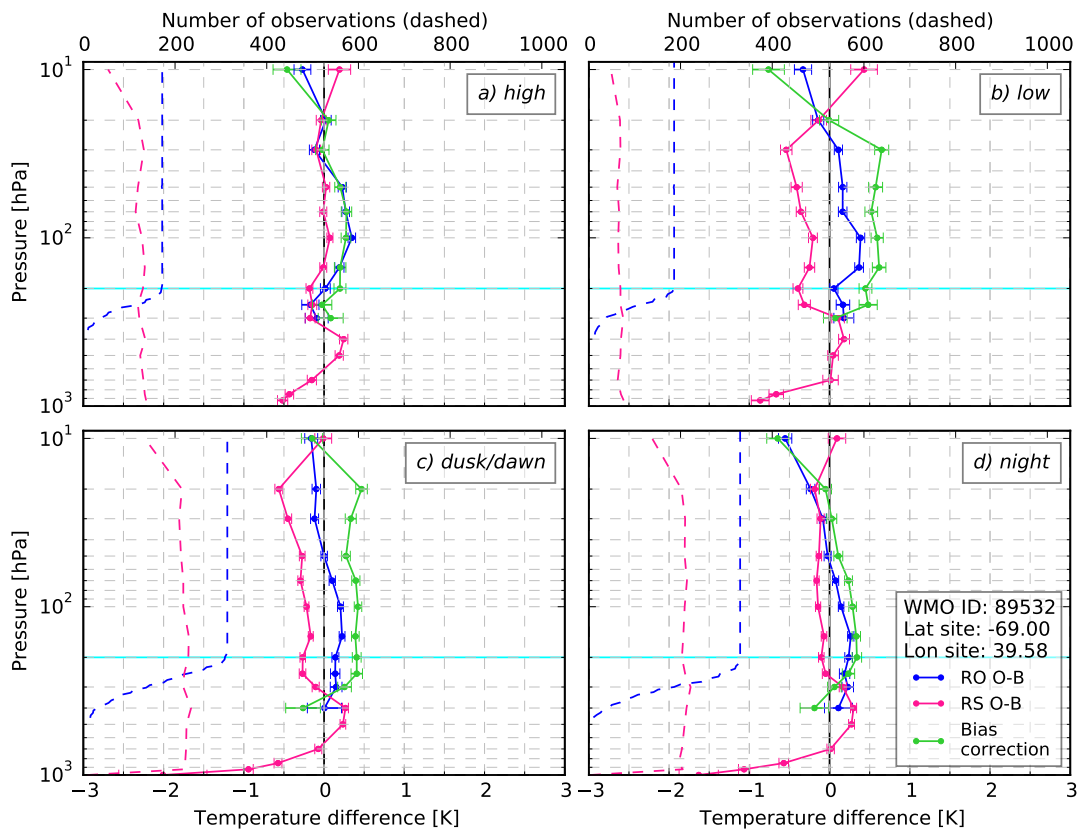 Number of observations (dashed) Number of observations (dashed)
0 200 400 600 800 1000 0 200 400 600 800 1000
10¹
a) high b) low
Pressure [hPa]
10²
10³
10¹
c) dusk/dawn d) night
Pressure [hPa]
10²
WMO ID: 89532
Lat site: -69.00
Lon site: 39.58
RO O-B
RS O-B
Bias
correction
10³
−3 −2 −1 0 1 2 3 −3 −2 −1 0 1 2 3
Temperature difference [K] Temperature difference [K]